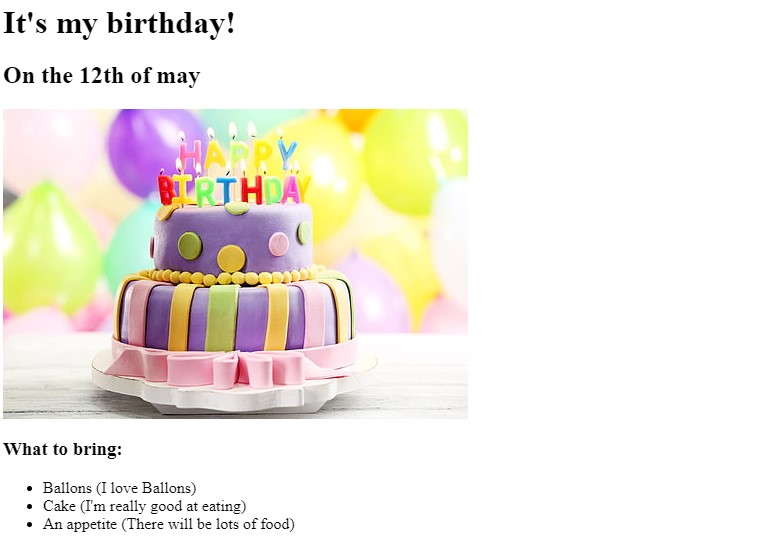 It's my birthday!
On the 12th of may
HAPPY
BIRTHDAY
What to bring:
Ballons (I love Ballons)
Cake (I'm really good at eating)
An appetite (There will be lots of food)